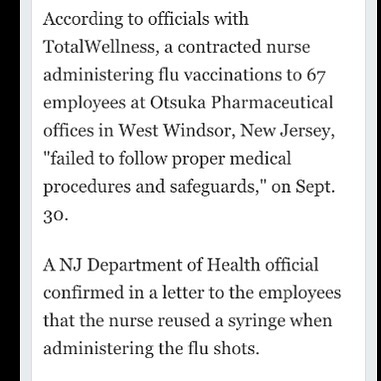 According to officials with
TotalWellness, a contracted nurse
administering flu vaccinations to 67
employees at Otsuka Pharmaceutical
offices in West Windsor, New Jersey,
"failed to follow proper medical
procedures and safeguards," on Sept.
30.
A NJ Department of Health official
confirmed in a letter to the employees
that the nurse reused a syringe when
administering the flu shots.